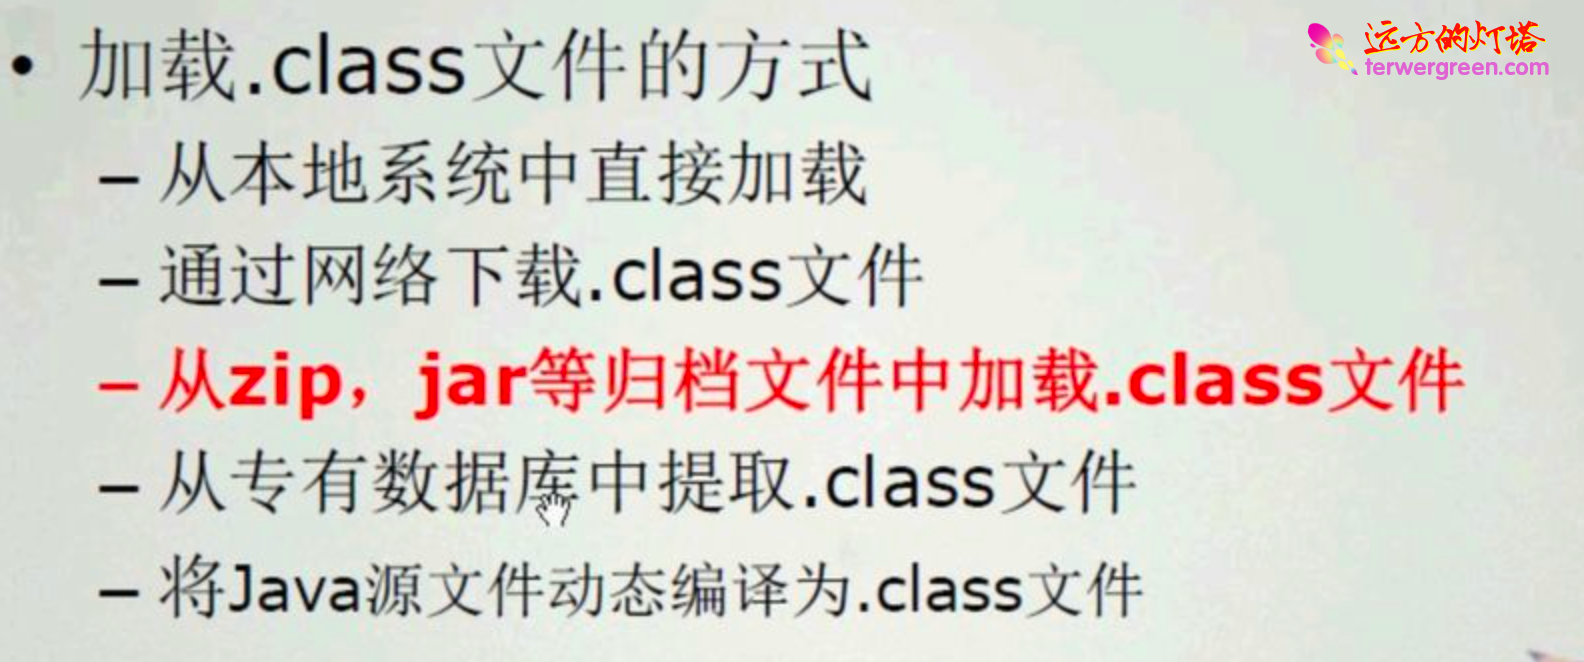 • 加载.class文件的方式
远方的灯塔
terwergreen.com
– 从本地系统中直接加载
– 通过网络下载.class文件
– 从zip，jar等归档文件中加载.class文件
– 从专有数据库中提取.class文件
– 将Java源文件动态编译为.class文件